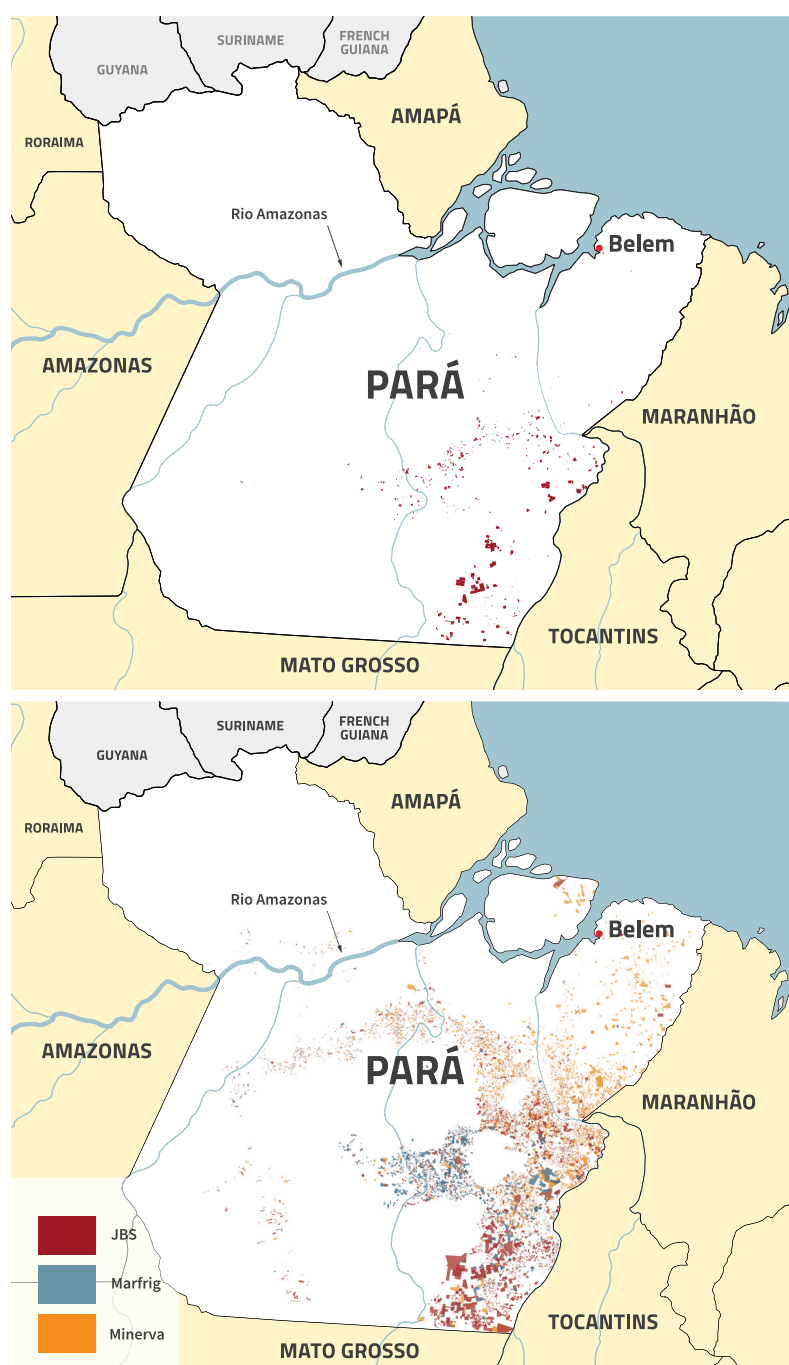 SURINAME
FRENCH
GUIANA
GUYANA
AMAPÁ
RORAIMA
Rio Amazonas
Belem
AMAZONAS
PARÁ
MARANHÃO
TOCANTINS
MATO GROSSO
SURINAME
FRENCH
GUIANA
GUYANA
AMAPÁ
RORAIMA
Rio Amazonas
Belem
AMAZONAS
PARÁ
MARANHÃO
JBS
Marfrig
Minerva
TOCANTINS
MATO GROSSO